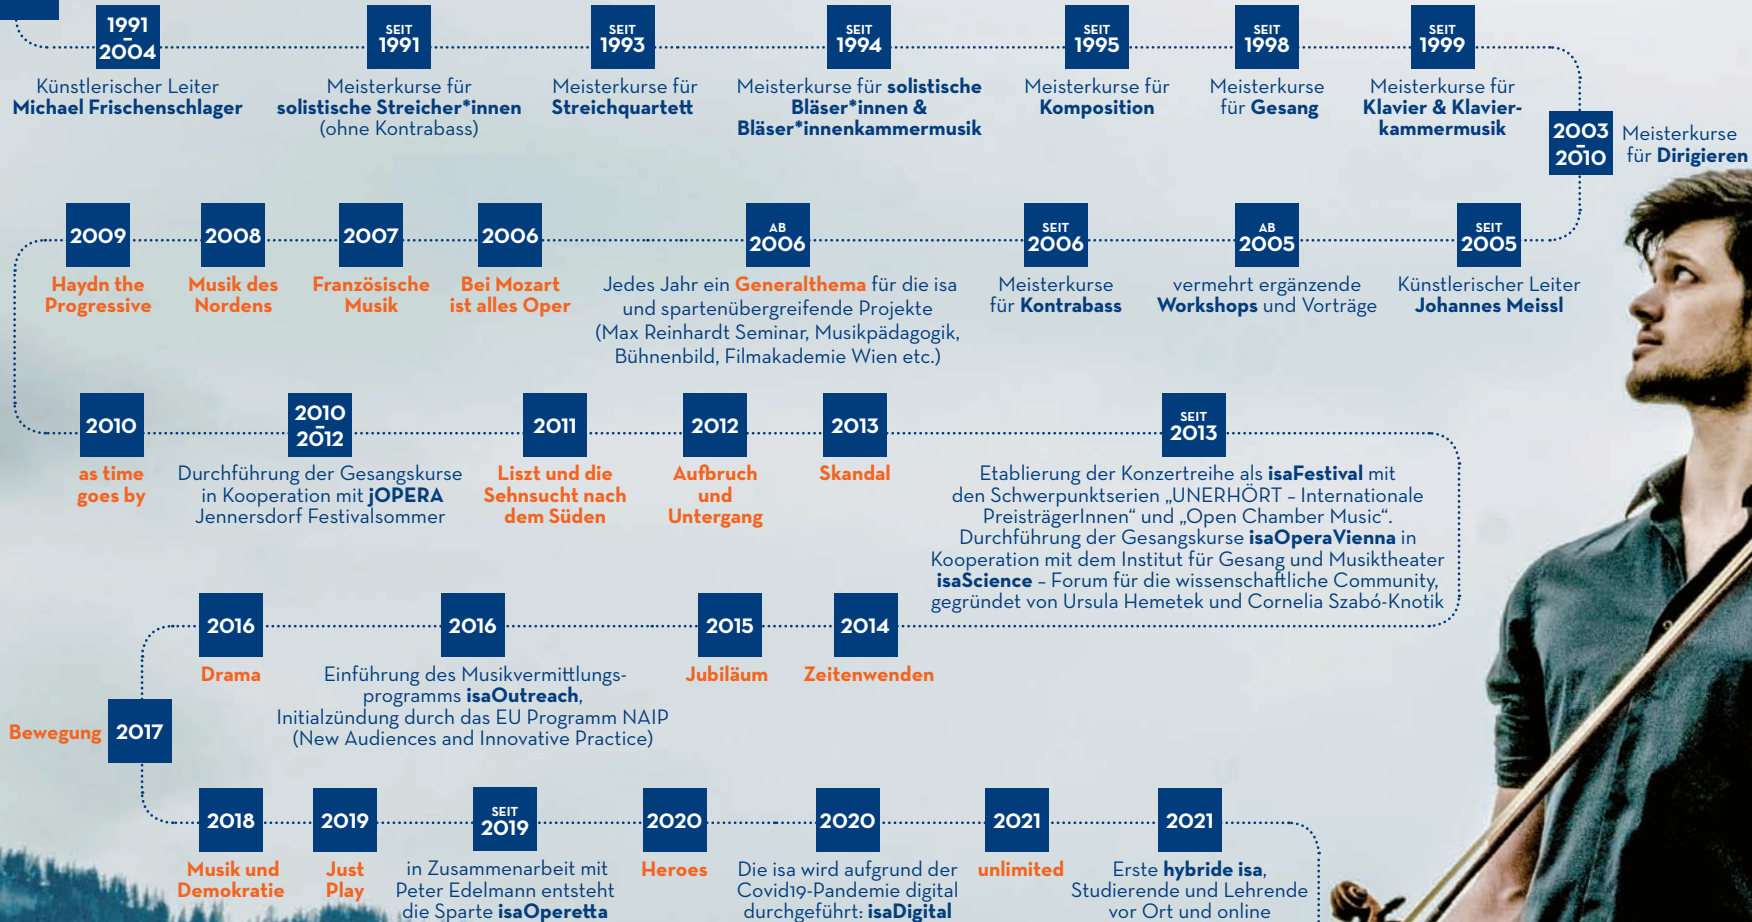 1991
–
2004
Künstlerischer Leiter
Michael Frischenschlager
SEIT
1991
Meisterkurse für
solistische Streicher*innen
(ohne Kontrabass)
SEIT
1993
Meisterkurse für
Streichquartett
SEIT
1994
Meisterkurse für solistische
Bläser*innen &
Bläser*innenkammermusik
SEIT
1995
Meisterkurse für
Komposition
SEIT
1998
Meisterkurse
für Gesang
SEIT
1999
Meisterkurse für
Klavier & Klavier-
kammermusik
2003
–
2010
Meisterkurse
für Dirigieren
SEIT
2005
Künstlerischer Leiter
Johannes Meissl
AB
2005
vermehrt ergänzende
Workshops und Vorträge
SEIT
2006
Meisterkurse
für Kontrabass
AB
2006
Jedes Jahr ein Generalthema für die isa
und spartenübergreifende Projekte
(Max Reinhardt Seminar, Musikpädagogik,
Bühnenbild, Filmakademie Wien etc.)
2006
Bei Mozart
ist alles Oper
2007
Französische
Musik
2008
Musik des
Nordens
2009
Haydn the
Progressive
2010
as time
goes by
2010
–
2012
Durchführung der Gesangskurse
in Kooperation mit jOPERA
Jennersdorf Festivalsommer
2011
Liszt und die
Sehnsucht nach
dem Süden
2012
Aufbruch
und
Untergang
2013
Skandal
SEIT
2013
Etablierung der Konzertreihe als isaFestival mit
den Schwerpunktserien „UNERHÖRT – Internationale
PreisträgerInnen“ und „Open Chamber Music“.
Durchführung der Gesangskurse isaOperaVienna in
Kooperation mit dem Institut für Gesang und Musiktheater
isaScience – Forum für die wissenschaftliche Community,
gegründet von Ursula Hemetek und Cornelia Szabó-Knotik
2014
Zeitenwenden
2015
Jubiläum
2016
Einführung des Musikvermittlungs-
programms isaOutreach,
Initialzündung durch das EU Programm NAIP
(New Audiences and Innovative Practice)
2016
Drama
2017
Bewegung
2018
Musik und
Demokratie
2019
Just
Play
SEIT
2019
in Zusammenarbeit mit
Peter Edelmann entsteht
die Sparte isaOperetta
2020
Heroes
2020
Die isa wird aufgrund der
Covid19-Pandemie digital
durchgeführt: isaDigital
2021
unlimited
2021
Erste hybride isa,
Studierende und Lehrende
vor Ort und online